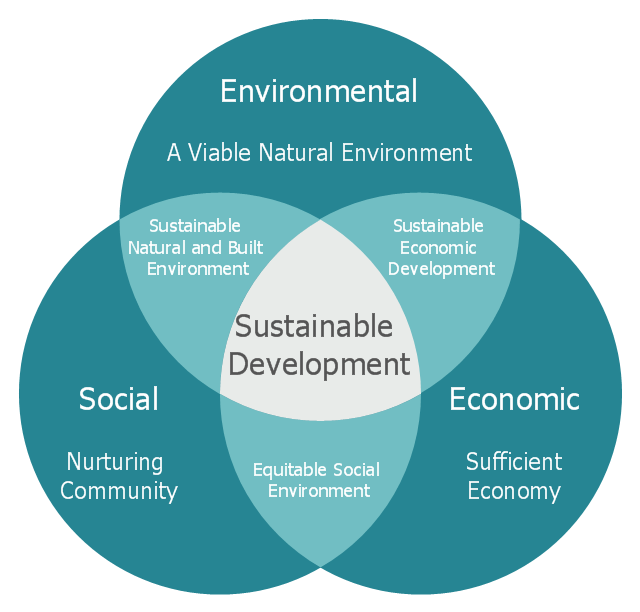 Environmental
A Viable Natural Environment
Sustainable
Natural and Built
Environment
Sustainable
Economic
Development
Sustainable
Development
Social
Nurturing
Community
Economic
Sufficient
Economy
Equitable Social
Environment